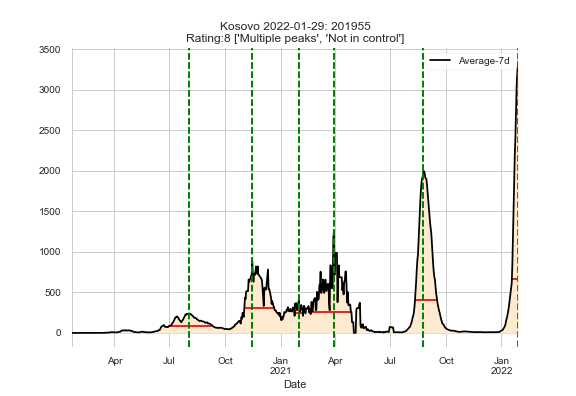 Kosovo 2022-01-29: 201955
Rating:8 ['Multiple peaks', 'Not in control']
Average-7d
3500
3000
2500
2000
1500
1000
500
0
Apr Jul Oct Jan Apr Jul Oct Jan
2021 2022
Date